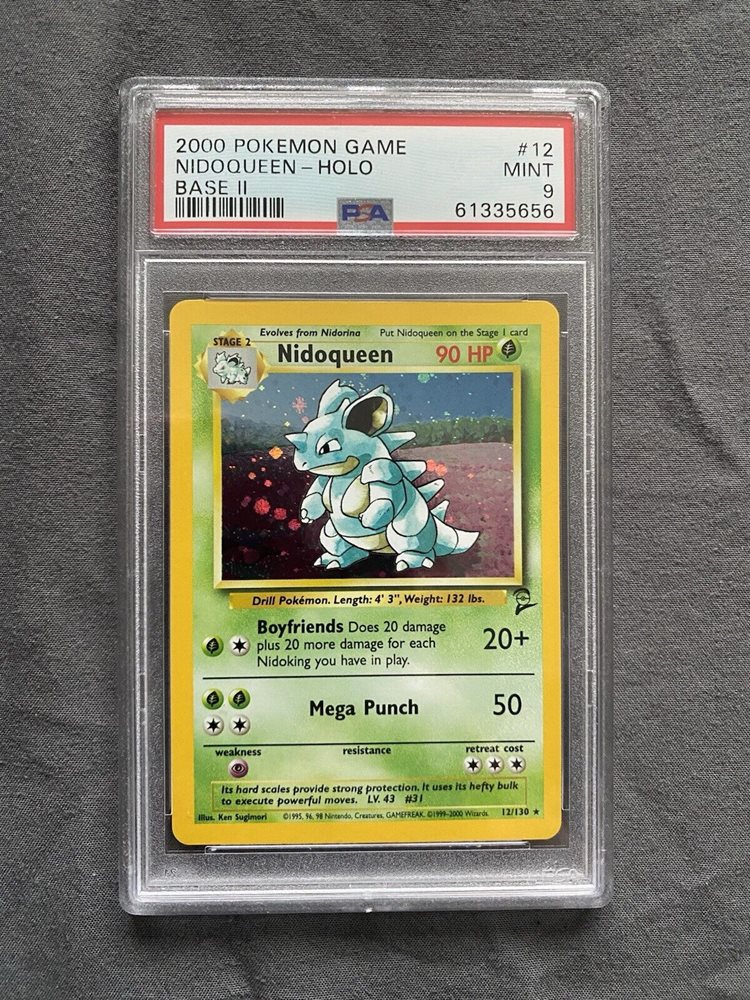 2000 POKEMON GAME #12
NIDOQUEEN - HOLO MINT
BASE II 9
PSA 61335656
Evolves from Nidorina Put Nidoqueen on the Stage 1 card
STAGE 2
Nidoqueen 90 HP
Drill Pokémon. Length: 4' 3", Weight: 132 lbs.
Boyfriends Does 20 damage
plus 20 more damage for each
Nidoking you have in play.
20+
Mega Punch 50
weakness resistance retreat cost
Its hard scales provide strong protection. It uses its hefty bulk
to execute powerful moves. LV. 43 #31
Illus. Ken Sugimori ©1995, 96, 98 Nintendo, Creatures, GAMEFREAK. ©1999-2000 Wizards. 12/130 ★